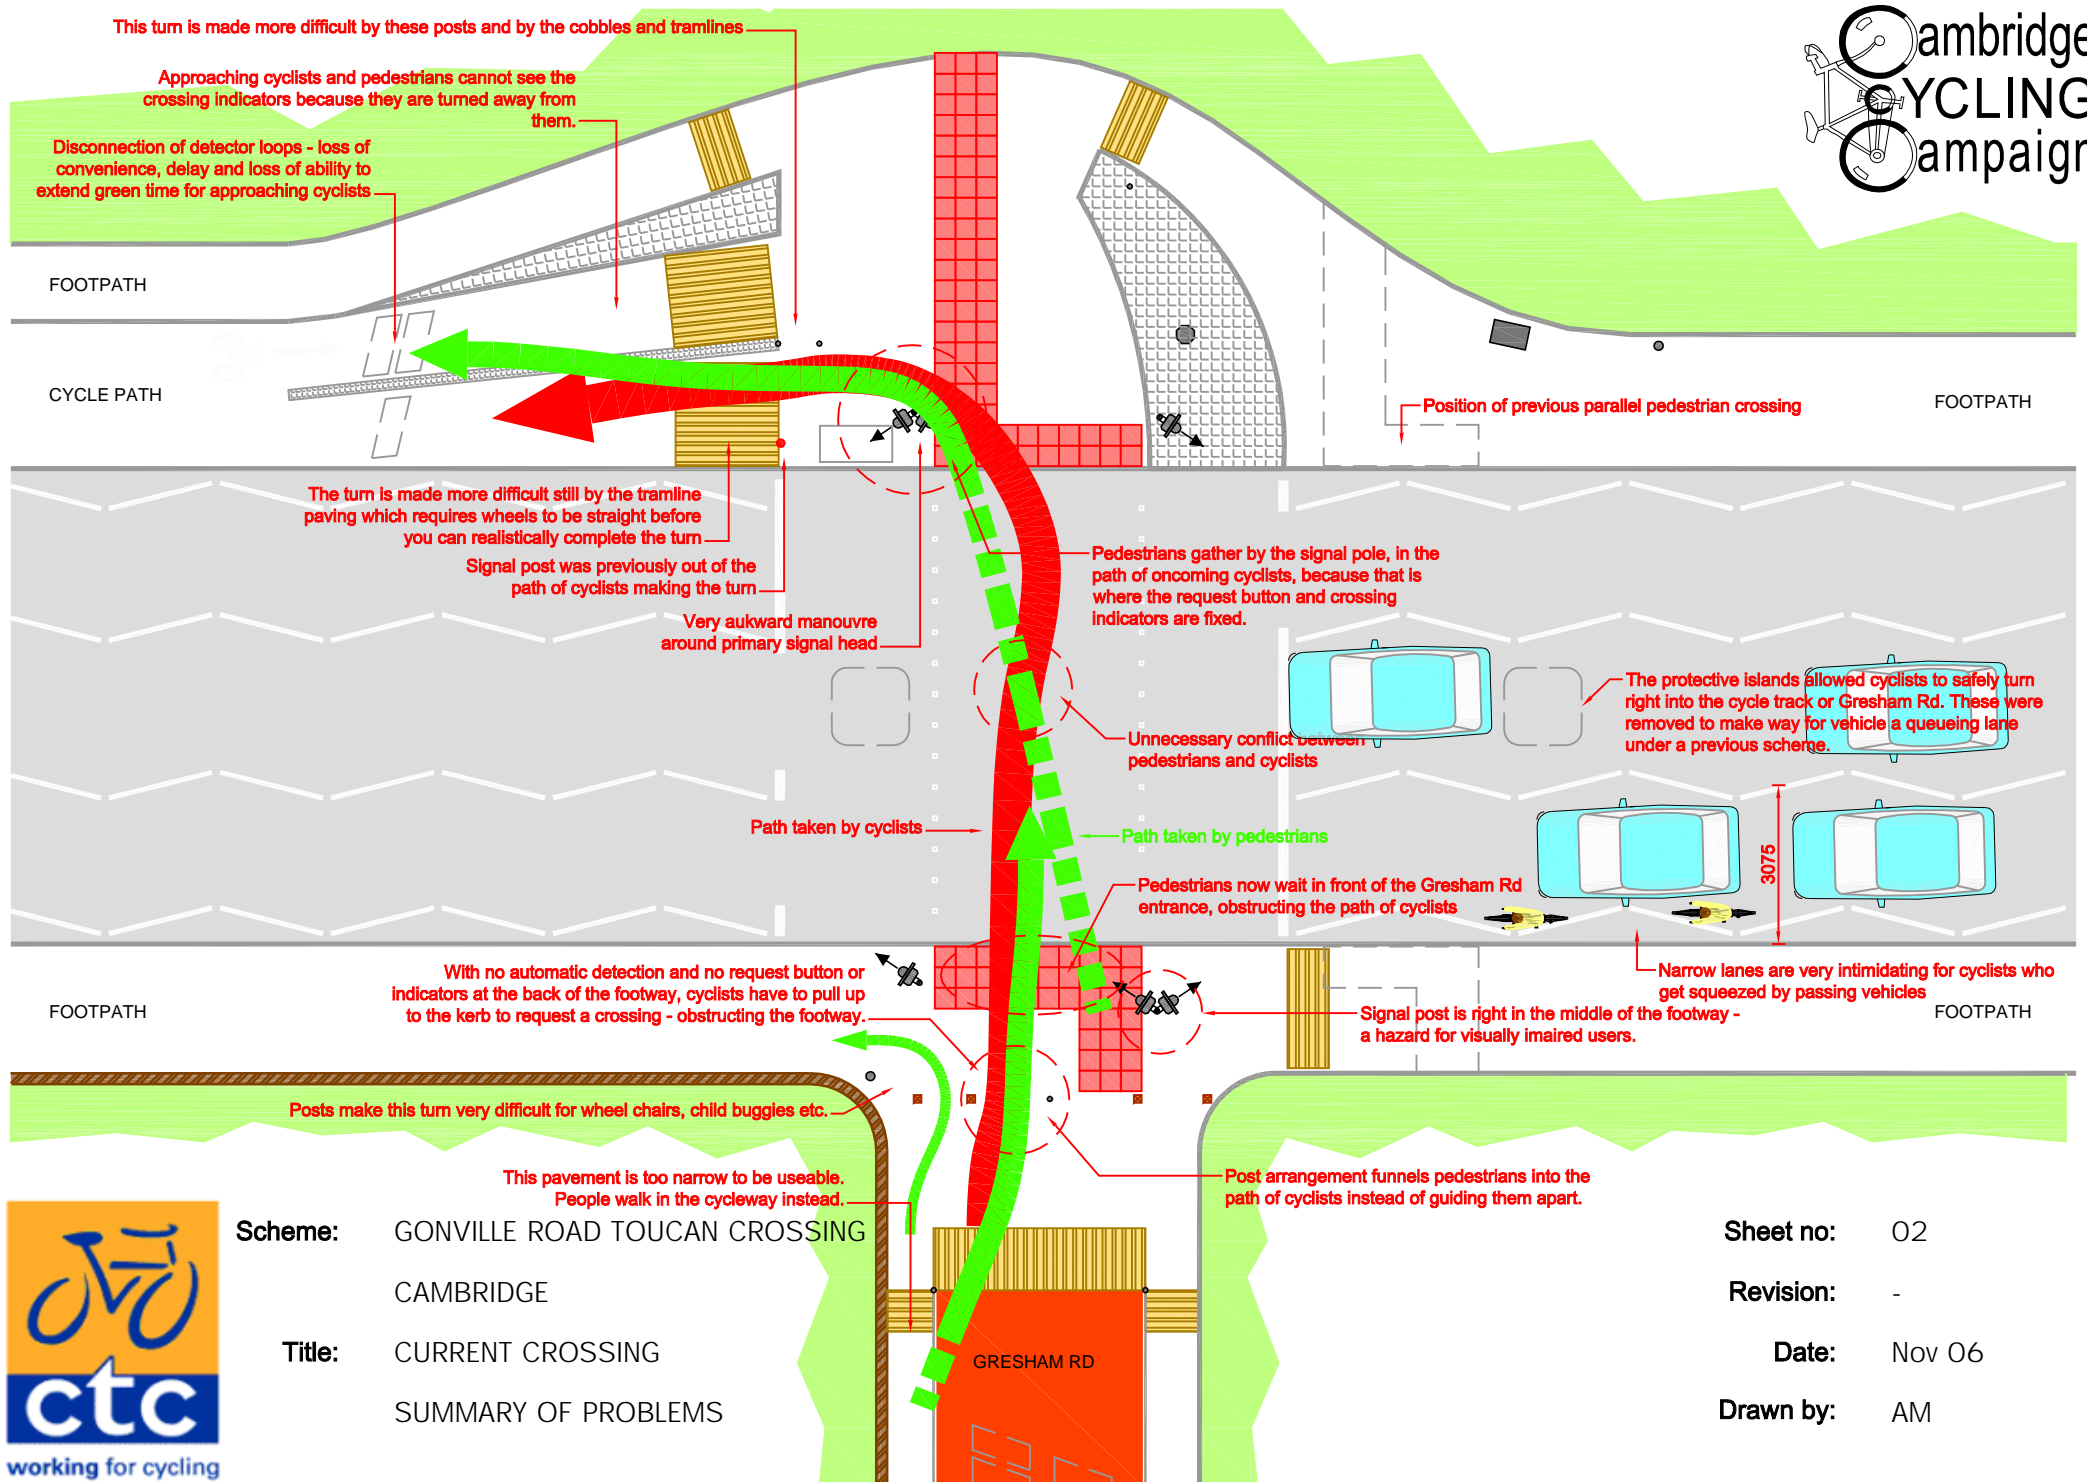 This turn is made more difficult by these posts and by the cobbles and tramlines
Approaching cyclists and pedestrians cannot see the
crossing indicators because they are turned away from
them.
Disconnection of detector loops - loss of
convenience, delay and loss of ability to
extend green time for approaching cyclists
Cambridge
CYCLING
Campaign
FOOTPATH
CYCLE PATH
Position of previous parallel pedestrian crossing
FOOTPATH
The turn is made more difficult still by the tramline
paving which requires wheels to be straight before
you can realistically complete the turn
Signal post was previously out of the
path of cyclists making the turn
Very aukward manouvre
around primary signal head
Pedestrians gather by the signal pole, in the
path of oncoming cyclists, because that is
where the request button and crossing
indicators are fixed.
Unnecessary conflict between
pedestrians and cyclists
The protective islands allowed cyclists to safely turn
right into the cycle track or Gresham Rd. These were
removed to make way for vehicle a queueing lane
under a previous scheme.
Path taken by cyclists
Path taken by pedestrians
3075
Pedestrians now wait in front of the Gresham Rd
entrance, obstructing the path of cyclists
With no automatic detection and no request button or
indicators at the back of the footway, cyclists have to pull up
to the kerb to request a crossing - obstructing the footway.
Narrow lanes are very intimidating for cyclists who
get squeezed by passing vehicles
FOOTPATH
Signal post is right in the middle of the footway -
a hazard for visually imaired users.
FOOTPATH
Posts make this turn very difficult for wheel chairs, child buggies etc.
This pavement is too narrow to be useable.
People walk in the cycleway instead.
Post arrangement funnels pedestrians into the
path of cyclists instead of guiding them apart.
GRESHAM RD
ctc
working for cycling
Scheme: GONVILLE ROAD TOUCAN CROSSING
CAMBRIDGE
Title: CURRENT CROSSING
SUMMARY OF PROBLEMS
Sheet no: 02
Revision: -
Date: Nov 06
Drawn by: AM